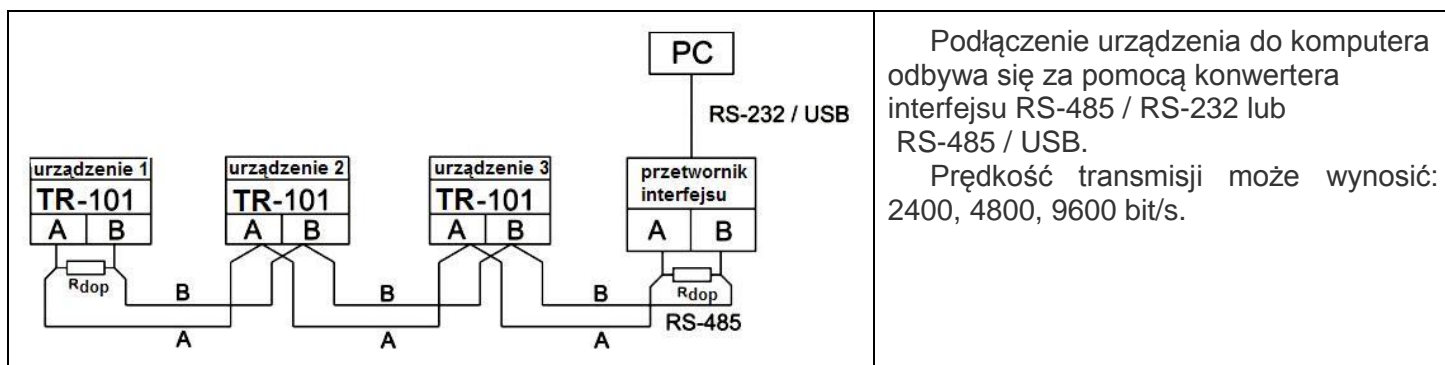 PC
RS-232 / USB
urządzenie 1
TR-101
A B
urządzenie 2
TR-101
A B
urządzenie 3
TR-101
A B
przetwornik
interfejsu
A B
Rdop
B
A
B
A
B
A
Rdop
RS-485
Podłączenie urządzenia do komputera
odbywa się za pomocą konwertera
interfejsu RS-485 / RS-232 lub
RS-485 / USB.
Prędkość transmisji może wynosić:
2400, 4800, 9600 bit/s.